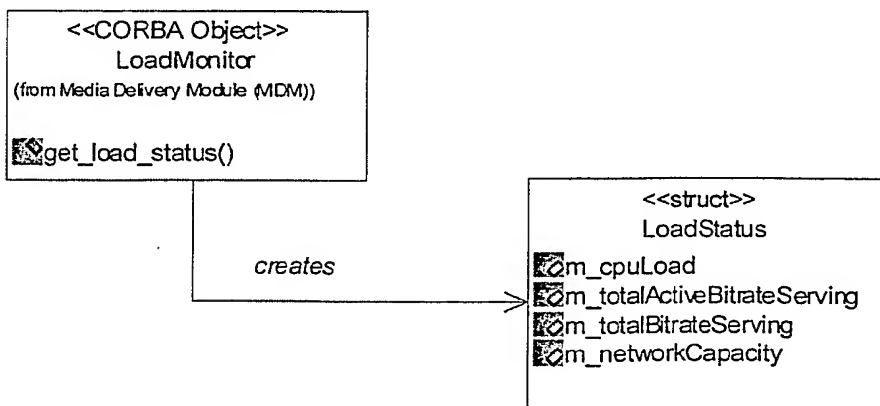 <<CORBA Object>>
LoadMonitor
(from Media Delivery Module (MDM))
get_load_status()
creates
<<struct>>
LoadStatus
m_cpuLoad
m_totalActiveBitrateServing
m_totalBitrateServing
m_networkCapacity